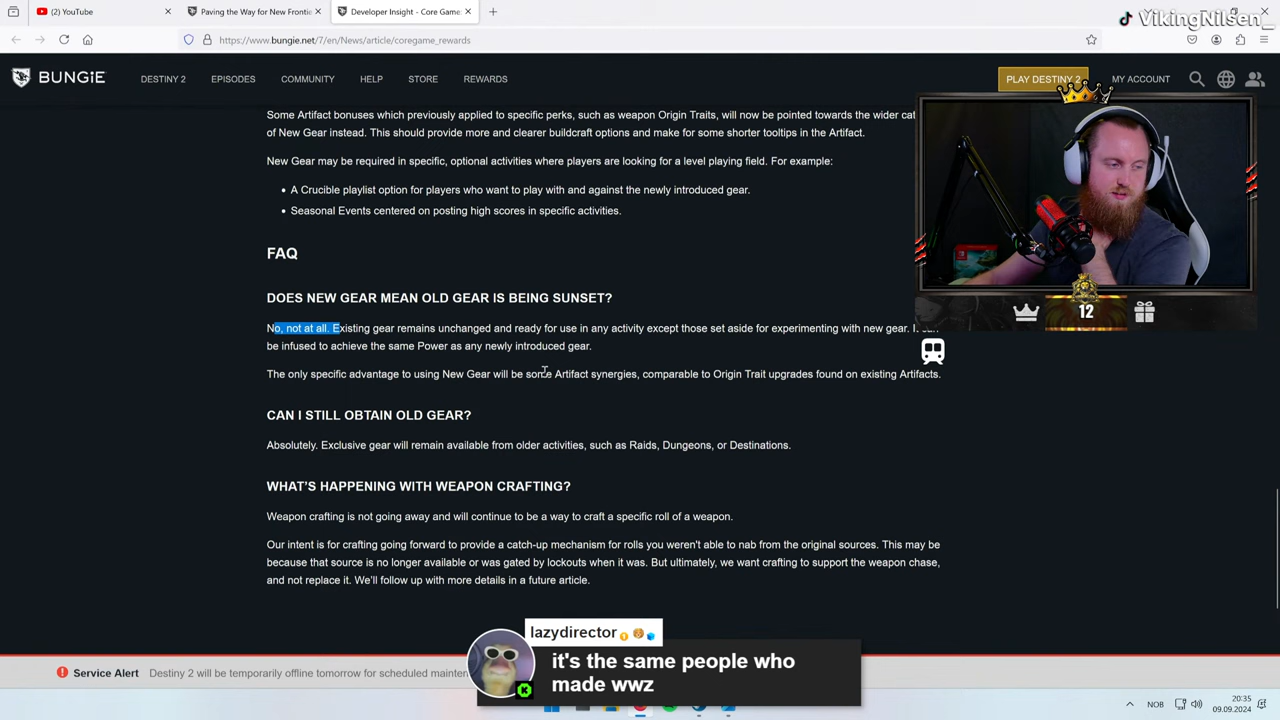 (2) YouTube
Paving the Way for New Frontie
Developer Insight - Core Game
VikingNilsen_
https://www.bungie.net/7/en/News/article/coregame_rewards
BUNGiE
DESTINY 2
EPISODES
COMMUNITY
HELP
STORE
REWARDS
PLAY DESTINY 2
MY ACCOUNT
Some Artifact bonuses which previously applied to specific perks, such as weapon Origin Traits, will now be pointed towards the wider cat
of New Gear instead. This should provide more and clearer buildcraft options and make for some shorter tooltips in the Artifact.
New Gear may be required in specific, optional activities where players are looking for a level playing field. For example:
• A Crucible playlist option for players who want to play with and against the newly introduced gear.
• Seasonal Events centered on posting high scores in specific activities.
FAQ
DOES NEW GEAR MEAN OLD GEAR IS BEING SUNSET?
No, not at all. Existing gear remains unchanged and ready for use in any activity except those set aside for experimenting with new gear. It can
be infused to achieve the same Power as any newly introduced gear.
12
The only specific advantage to using New Gear will be some Artifact synergies, comparable to Origin Trait upgrades found on existing Artifacts.
CAN I STILL OBTAIN OLD GEAR?
Absolutely. Exclusive gear will remain available from older activities, such as Raids, Dungeons, or Destinations.
WHAT'S HAPPENING WITH WEAPON CRAFTING?
Weapon crafting is not going away and will continue to be a way to craft a specific roll of a weapon.
Our intent is for crafting going forward to provide a catch-up mechanism for rolls you weren't able to nab from the original sources. This may be
because that source is no longer available or was gated by lockouts when it was. But ultimately, we want crafting to support the weapon chase,
and not replace it. We'll follow up with more details in a future article.
lazydirector
it's the same people who
made wwz
Service Alert
Destiny 2 will be temporarily offline tomorrow for scheduled mainten
NOB
20:35
09.09.2024